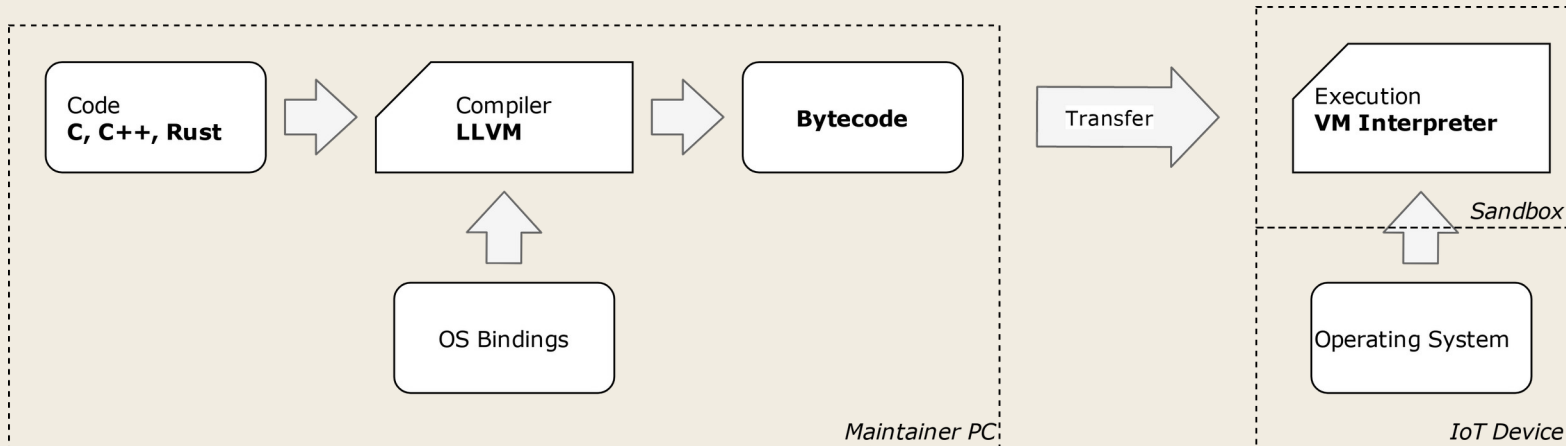 Code
C, C++, Rust
Compiler
LLVM
Bytecode
Transfer
Execution
VM Interpreter
Sandbox
OS Bindings
Operating System
Maintainer PC
IoT Device